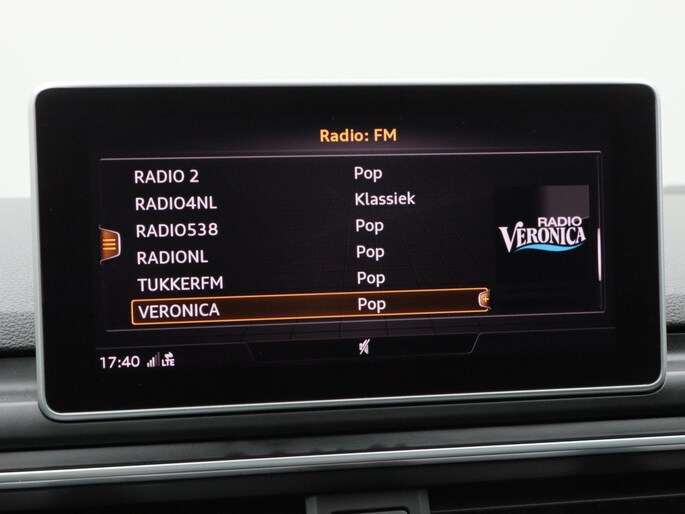 Radio: FM
RADIO 2 Pop
RADIO4NL Klassiek
RADIO538 Pop
RADIONL Pop
TUKKERFM Pop
VERONICA Pop
RADIO
VERONICA
17:40 LTE